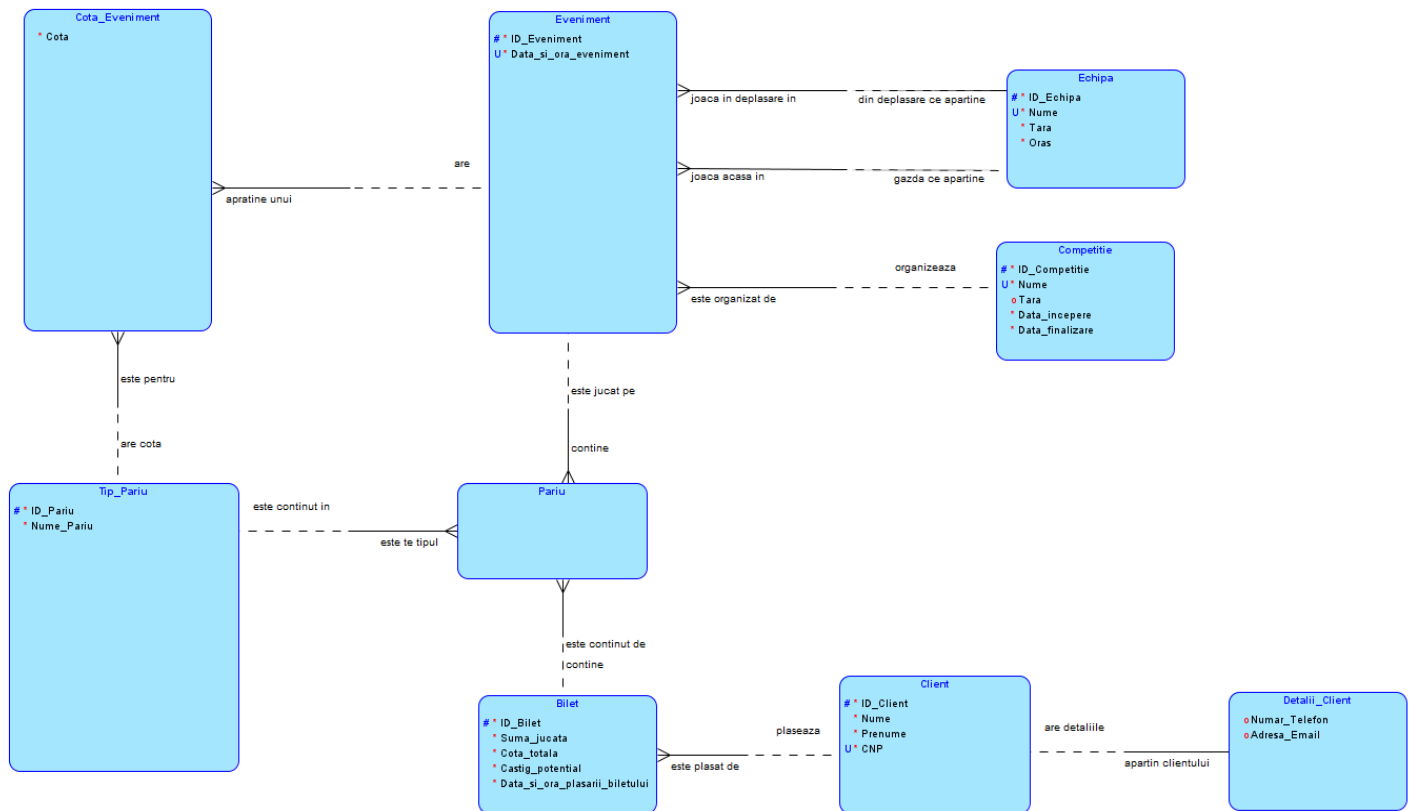 Cota_Eveniment
* Cota
Eveniment
# * ID_Eveniment
U * Data_si_ora_eveniment
Echipa
# * ID_Echipa
U * Nume
* Tara
* Oras
joaca in deplasare in
din deplasare ce apartine
joaca acasa in
gazda ce apartine
are
apratine unui
Competitie
# * ID_Competitie
U * Nume
o Tara
* Data_incepere
* Data_finalizare
organizeaza
este organizat de
este pentru
are cota
este jucat pe
contine
Tip_Pariu
# * ID_Pariu
* Nume_Pariu
este continut in
este te tipul
Pariu
este continut de
contine
Bilet
# * ID_Bilet
* Suma_jucata
* Cota_totala
* Castig_potential
* Data_si_ora_plasarii_biletului
plaseaza
este plasat de
Client
# * ID_Client
* Nume
* Prenume
U * CNP
are detaliile
apartin clientului
Detalii_Client
o Numar_Telefon
o Adresa_Email